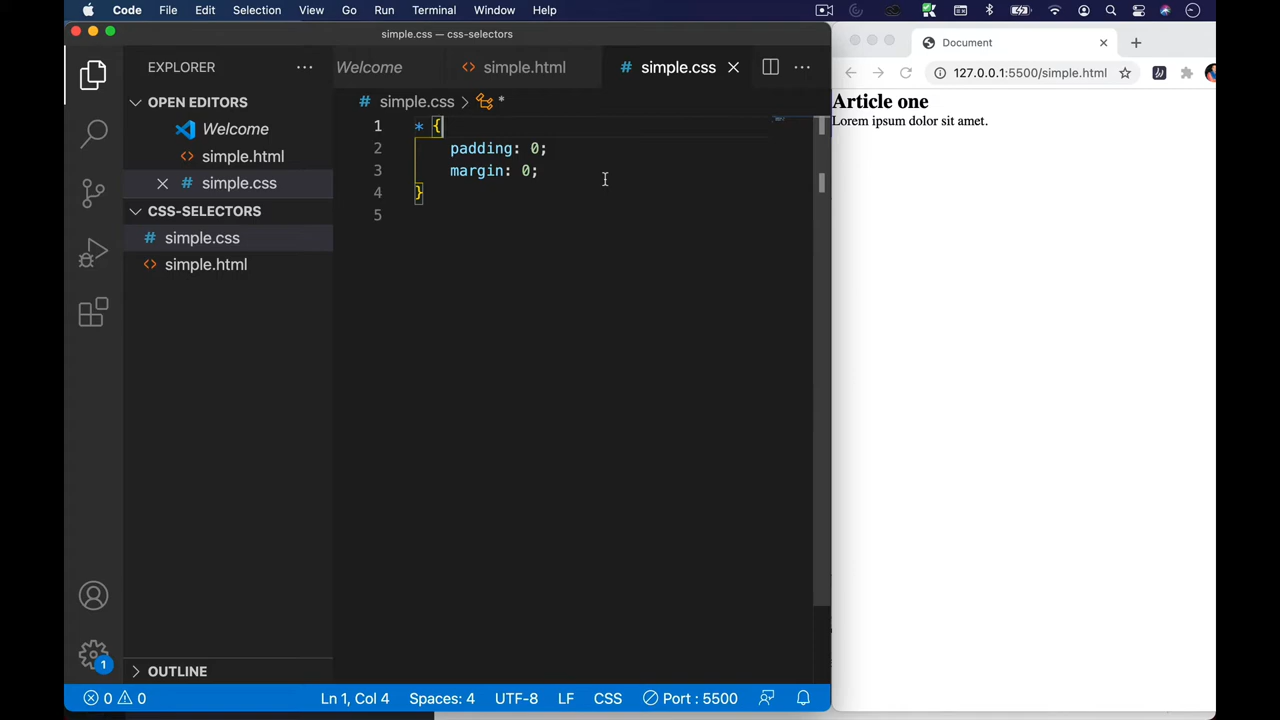 Code File Edit Selection View Go Run Terminal Window Help
simple.css — css-selectors
Document
EXPLORER
Welcome
simple.html
simple.css
127.0.0.1:5500/simple.html
OPEN EDITORS
simple.css > *
Article one
Lorem ipsum dolor sit amet.
Welcome
simple.html
simple.css
CSS-SELECTORS
simple.css
simple.html
1 * {
2 padding: 0;
3 margin: 0;
4 }
5
1
OUTLINE
0 0
Ln 1, Col 4 Spaces: 4 UTF-8 LF CSS Port : 5500